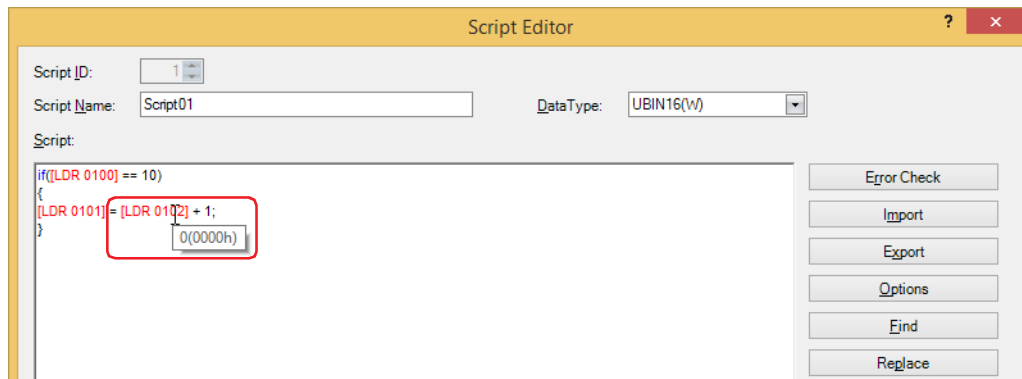 Script Editor
?
×
Script ID:
1
Script Name:
Script01
DataType:
UBIN16(W)
Script:
if([LDR 0100] == 10)
{
[LDR 0101] = [LDR 0102] + 1;
}
0(0000h)
Error Check
Import
Export
Options
Find
Replace